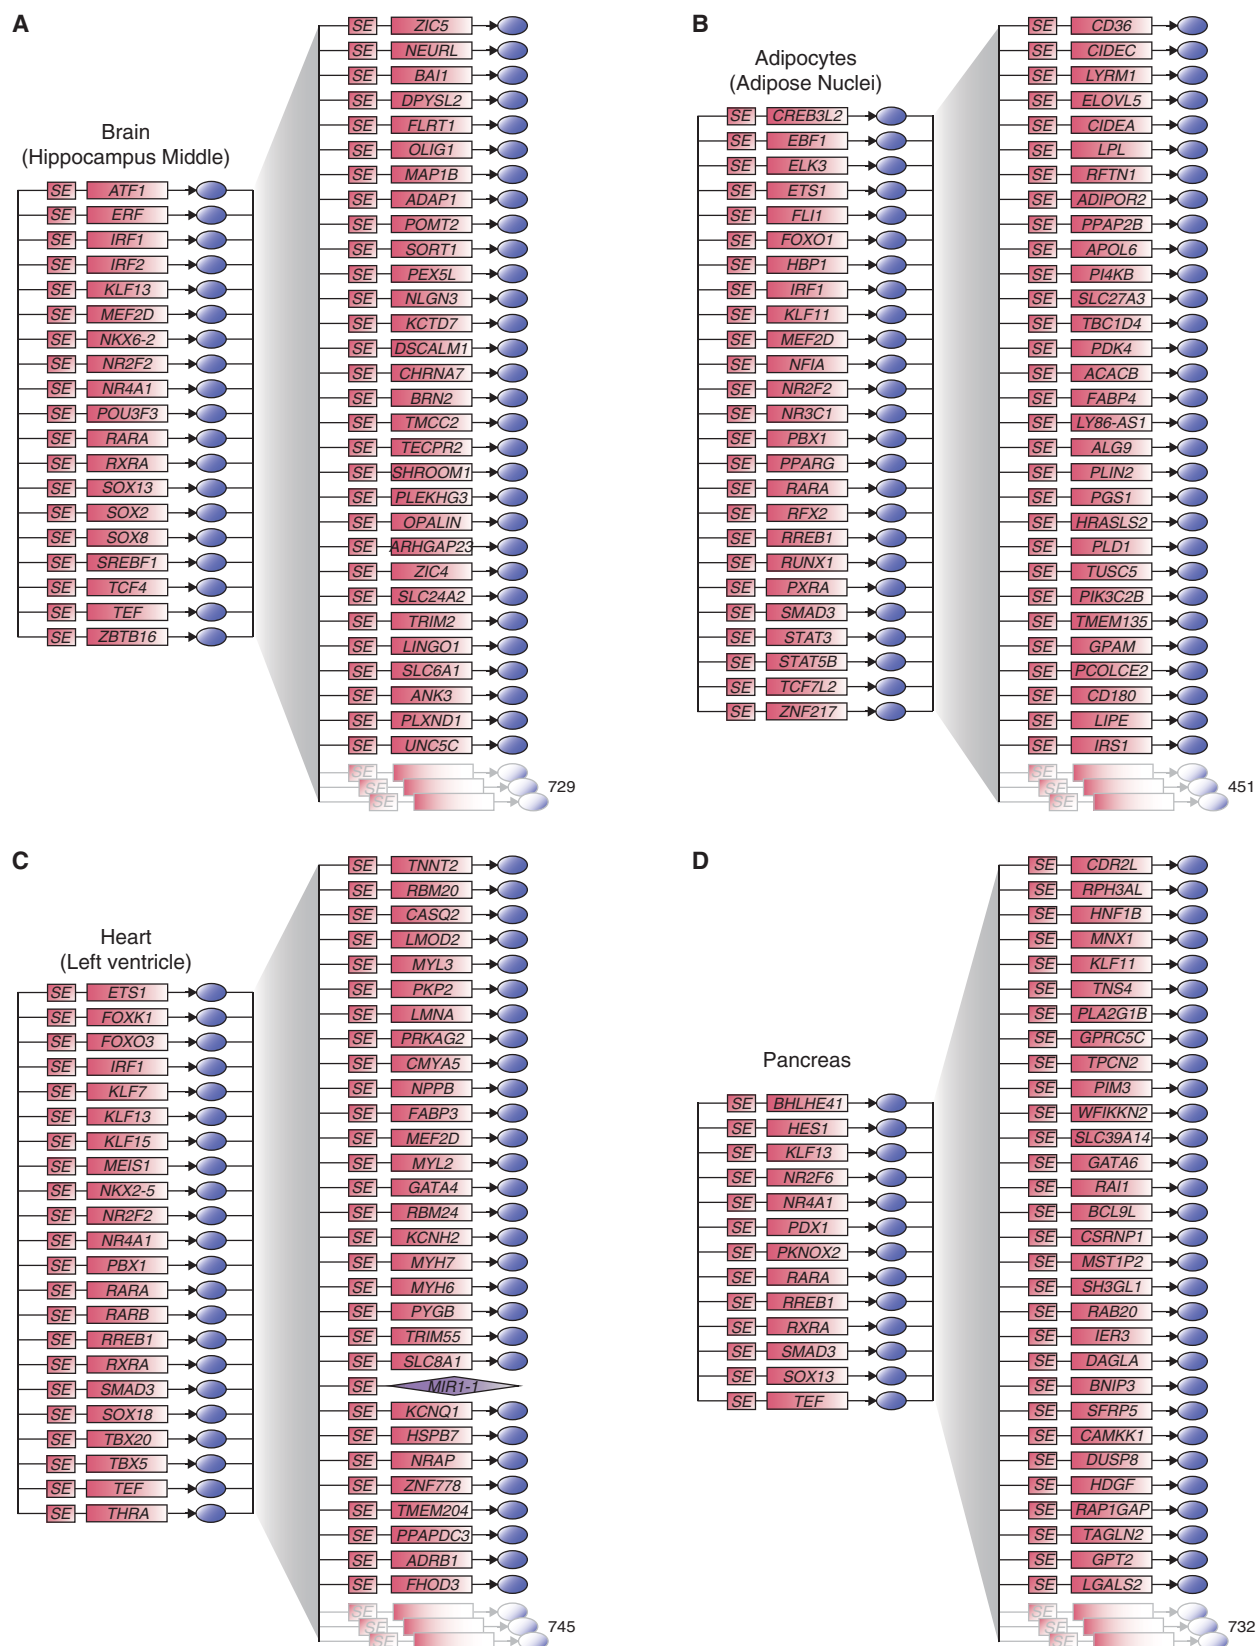 A
Brain
(Hippocampus Middle)
SE ATF1
SE ERF
SE IRF1
SE IRF2
SE KLF13
SE MEF2D
SE NKX6-2
SE NR2F2
SE NR4A1
SE POU3F3
SE RARA
SE RXRA
SE SOX13
SE SOX2
SE SOX8
SE SREBF1
SE TCF4
SE TEF
SE ZBTB16
SE ZIC5
SE NEURL
SE BAI1
SE DPYSL2
SE FLRT1
SE OLIG1
SE MAP1B
SE ADAP1
SE POMT2
SE SORT1
SE PEX5L
SE NLGN3
SE KCTD7
SE DSCALM1
SE CHRNA7
SE BRN2
SE TMCC2
SE TECPR2
SE SHROOM1
SE PLEKHG3
SE OPALIN
SE ARHGAP23
SE ZIC4
SE SLC24A2
SE TRIM2
SE LINGO1
SE SLC6A1
SE ANK3
SE PLXND1
SE UNC5C
SE
SE
SE
729
B
Adipocytes
(Adipose Nuclei)
SE CREB3L2
SE EBF1
SE ELK3
SE ETS1
SE FLI1
SE FOXO1
SE HBP1
SE IRF1
SE KLF11
SE MEF2D
SE NFIA
SE NR2F2
SE NR3C1
SE PBX1
SE PPARG
SE RARA
SE RFX2
SE RREB1
SE RUNX1
SE PXRA
SE SMAD3
SE STAT3
SE STAT5B
SE TCF7L2
SE ZNF217
SE CD36
SE CIDEC
SE LYRM1
SE ELOVL5
SE CIDEA
SE LPL
SE RFTN1
SE ADIPOR2
SE PPAP2B
SE APOL6
SE PI4KB
SE SLC27A3
SE TBC1D4
SE PDK4
SE ACACB
SE FABP4
SE LY86-AS1
SE ALG9
SE PLIN2
SE PGS1
SE HRASLS2
SE PLD1
SE TUSC5
SE PIK3C2B
SE TMEM135
SE GPAM
SE PCOLCE2
SE CD180
SE LIPE
SE IRS1
SE
SE
SE
451
C
Heart
(Left ventricle)
SE ETS1
SE FOXK1
SE FOXO3
SE IRF1
SE KLF7
SE KLF13
SE KLF15
SE MEIS1
SE NKX2-5
SE NR2F2
SE NR4A1
SE PBX1
SE RARA
SE RARB
SE RREB1
SE RXRA
SE SMAD3
SE SOX18
SE TBX20
SE TBX5
SE TEF
SE THRA
SE TNNT2
SE RBM20
SE CASQ2
SE LMOD2
SE MYL3
SE PKP2
SE LMNA
SE PRKAG2
SE CMYA5
SE NPPB
SE FABP3
SE MEF2D
SE MYL2
SE GATA4
SE RBM24
SE KCNH2
SE MYH7
SE MYH6
SE PYGB
SE TRIM55
SE SLC8A1
SE MIR1-1
SE KCNQ1
SE HSPB7
SE NRAP
SE ZNF778
SE TMEM204
SE PPAPDC3
SE ADRB1
SE FHOD3
SE
SE
SE
745
D
Pancreas
SE BHLHE41
SE HES1
SE KLF13
SE NR2F6
SE NR4A1
SE PDX1
SE PKNOX2
SE RARA
SE RREB1
SE RXRA
SE SMAD3
SE SOX13
SE TEF
SE CDR2L
SE RPH3AL
SE HNF1B
SE MNX1
SE KLF11
SE TNS4
SE PLA2G1B
SE GPRC5C
SE TPCN2
SE PIM3
SE WFIKKN2
SE SLC39A14
SE GATA6
SE RAI1
SE BCL9L
SE CSRNP1
SE MST1P2
SE SH3GL1
SE RAB20
SE IER3
SE DAGLA
SE BNIP3
SE SFRP5
SE CAMKK1
SE DUSP8
SE HDGF
SE RAP1GAP
SE TAGLN2
SE GPT2
SE LGALS2
SE
SE
SE
732